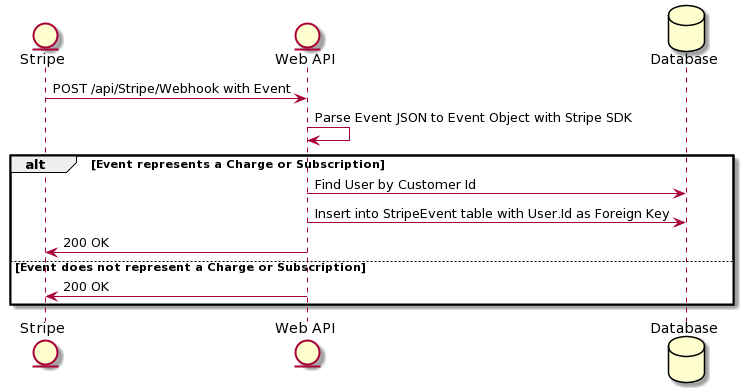 Stripe
Web API
Database
POST /api/Stripe/Webhook with Event
Parse Event JSON to Event Object with Stripe SDK
alt
[Event represents a Charge or Subscription]
Find User by Customer Id
Insert into StripeEvent table with User.Id as Foreign Key
200 OK
[Event does not represent a Charge or Subscription]
200 OK
Stripe
Web API
Database